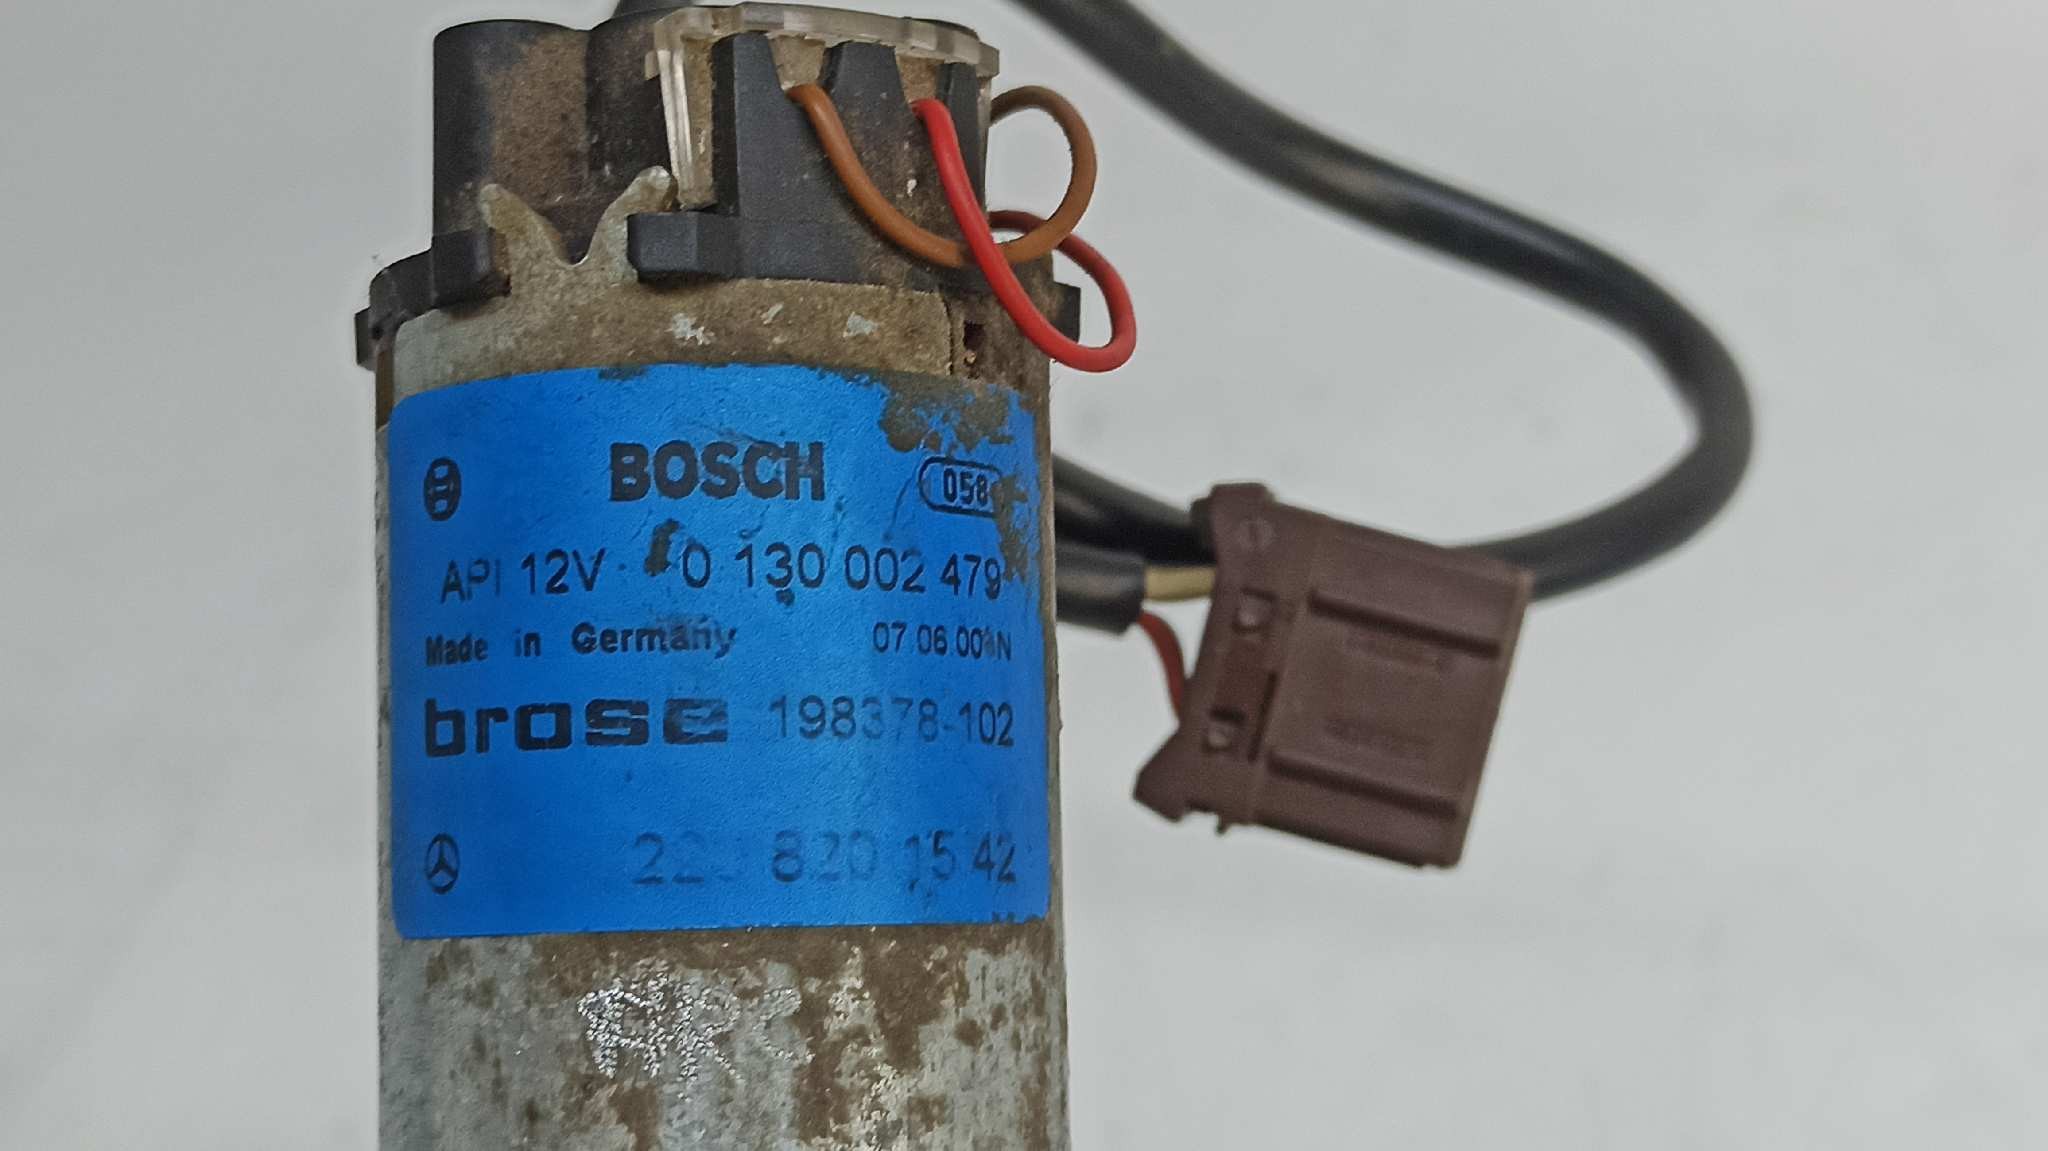 BOSCH 058
API 12V 0 130 002 479
Made in Germany 07 06 00 N
brose 198378-102
820 15 42